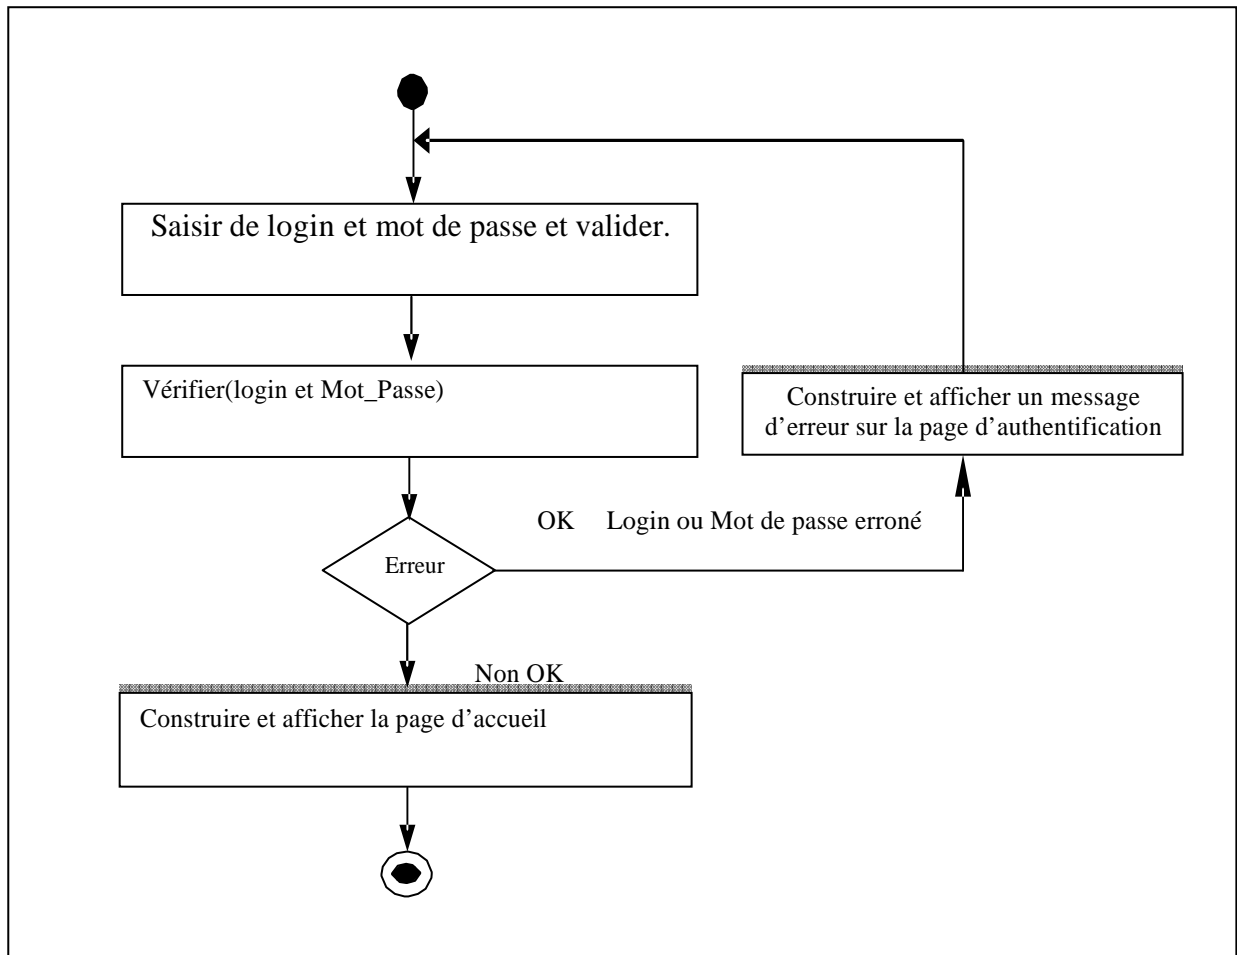 Saisir de login et mot de passe et valider.
Vérifier(login et Mot_Passe)
Construire et afficher un message
d’erreur sur la page d’authentification
OK Login ou Mot de passe erroné
Erreur
Non OK
Construire et afficher la page d’accueil